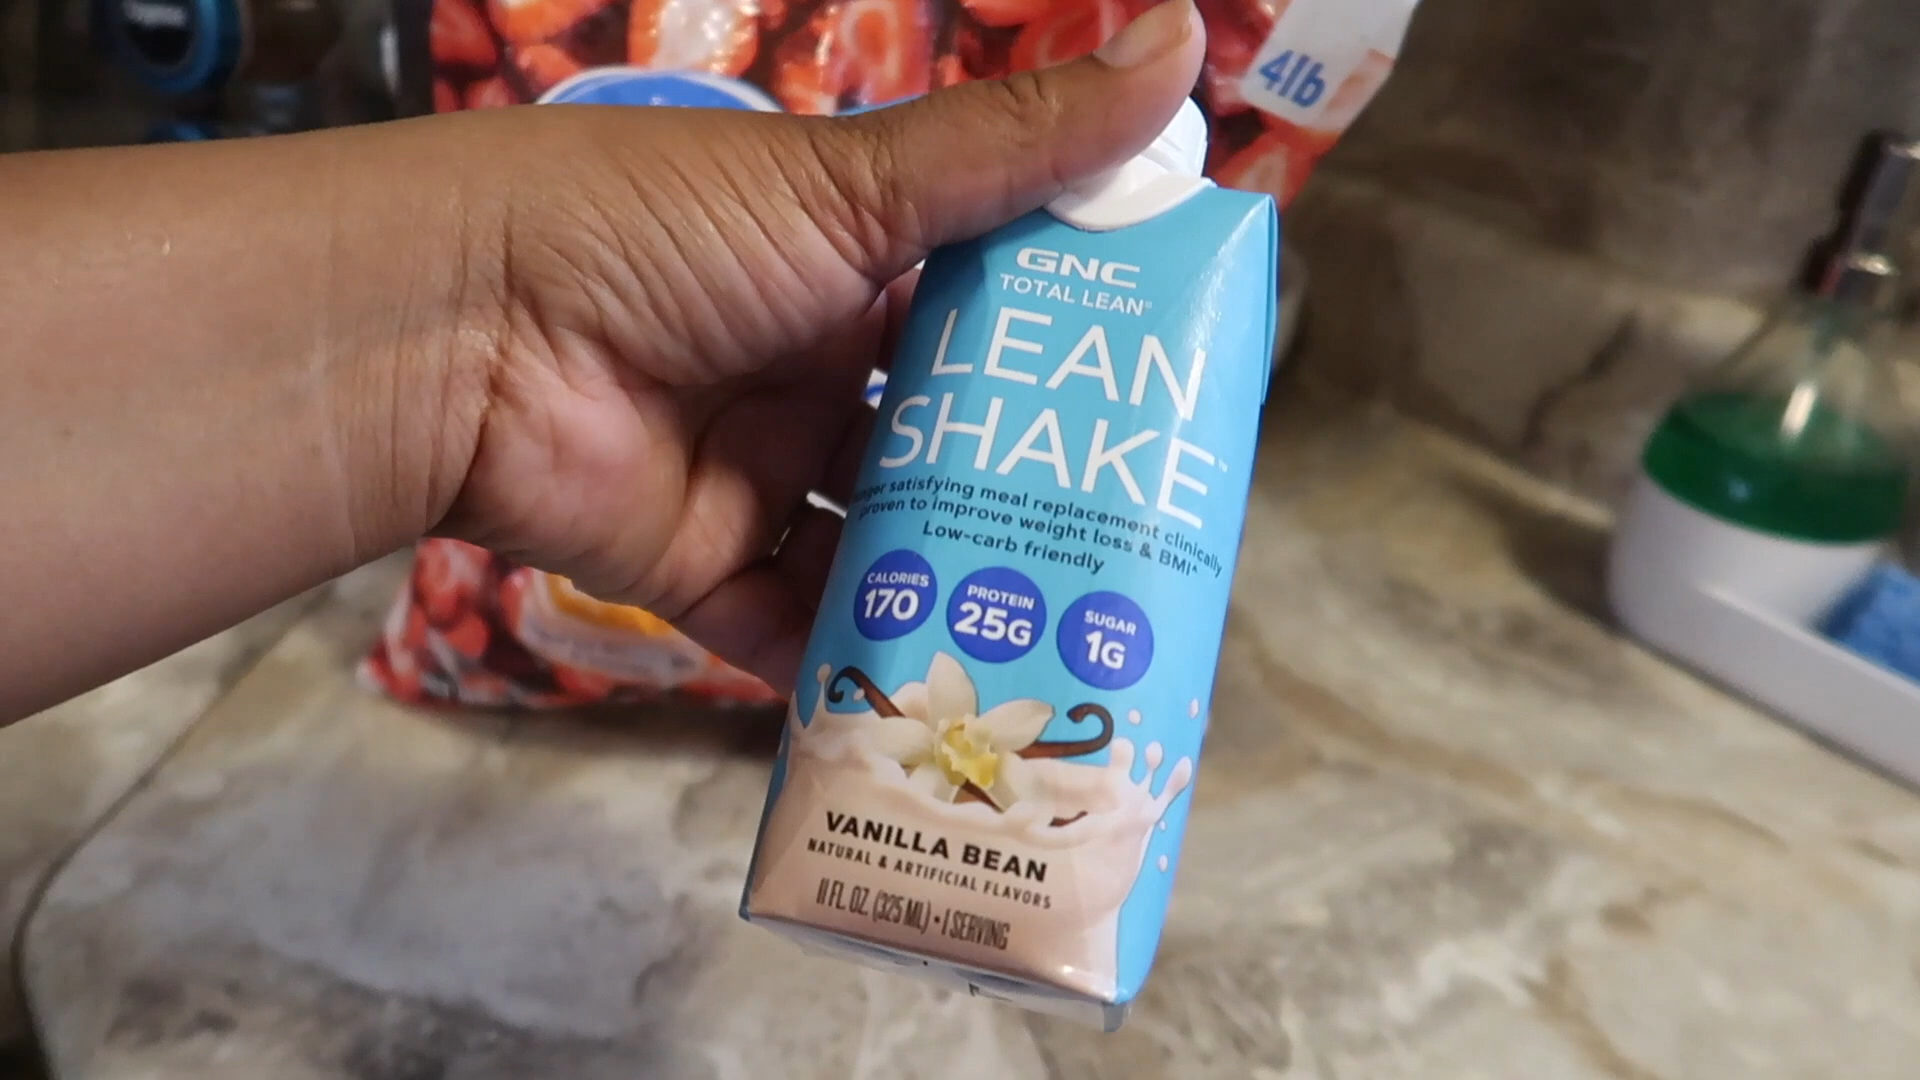 4lb
GNC
TOTAL LEAN®
LEAN
SHAKE™
satisfying meal replacement clinically
proven to improve weight loss & BMI^
Low-carb friendly
CALORIES
170
PROTEIN
25G
SUGAR
1G
VANILLA BEAN
NATURAL & ARTIFICIAL FLAVORS
11 FL. OZ. (325 ML) • 1 SERVING